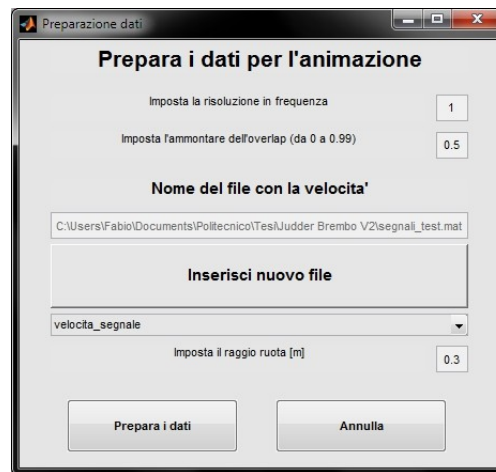 Preparazione dati
Prepara i dati per l'animazione
Imposta la risoluzione in frequenza
1
Imposta l'ammontare dell'overlap (da 0 a 0.99)
0.5
Nome del file con la velocita'
C:\Users\Fabio\Documents\Politecnico\Tesi\Judder Brembo V2\segnali_test.mat
Inserisci nuovo file
velocita_segnale
Imposta il raggio ruota [m]
0.3
Prepara i dati
Annulla